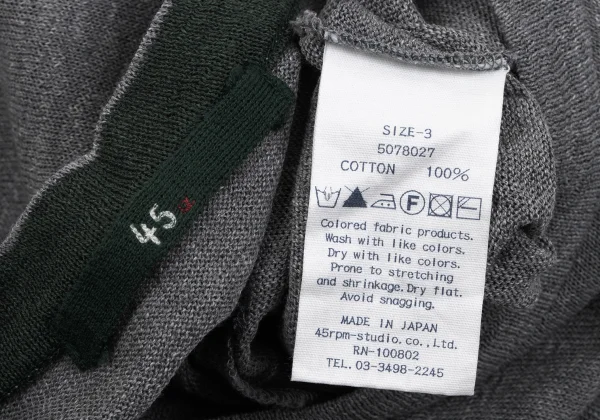 45
SIZE-3
5078027
COTTON 100%
F
Colored fabric products.
Wash with like colors.
Dry with like colors.
Prone to stretching
and shrinkage. Dry flat.
Avoid snagging.
MADE IN JAPAN
45rpm-studio.co.,Ltd.
RN-100802
TEL. 03-3498-2245